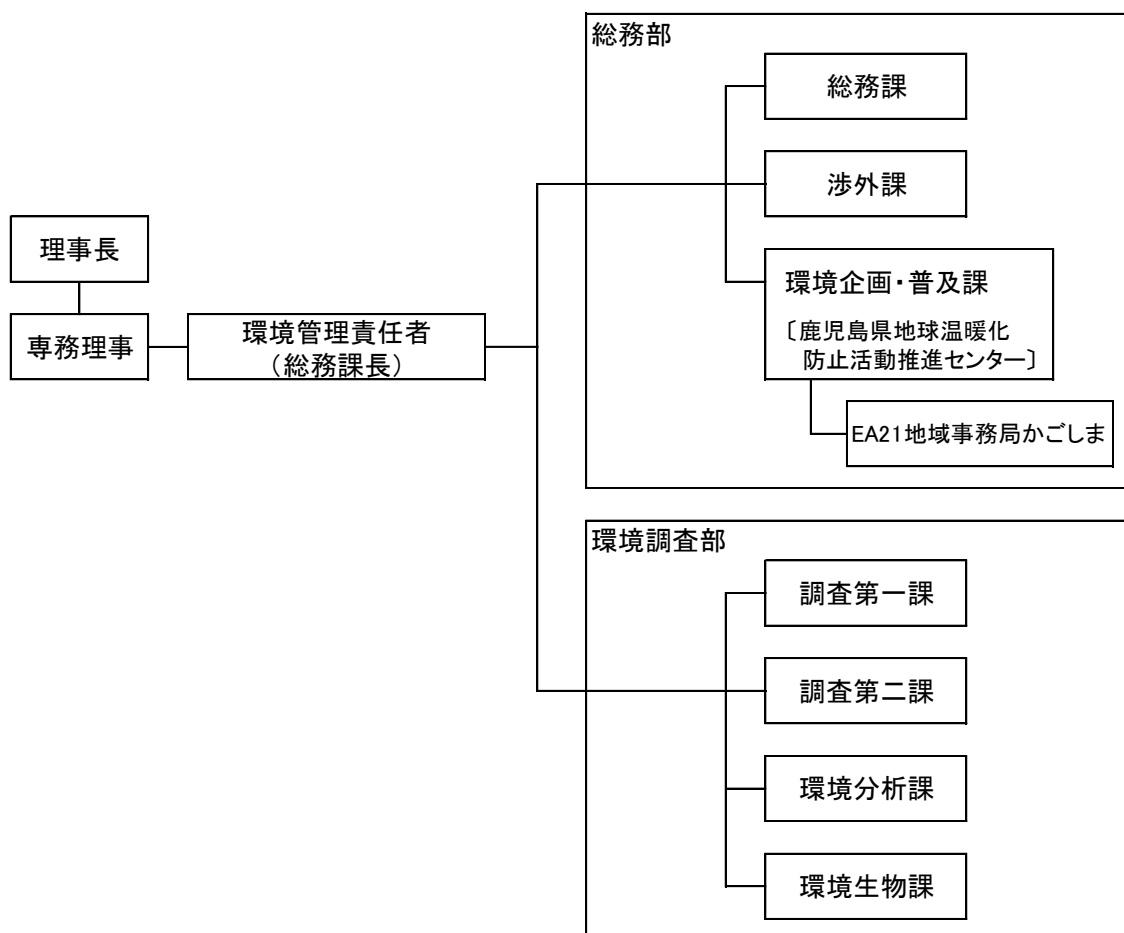 理事長
専務理事
環境管理責任者
(総務課長)
総務部
総務課
渉外課
環境企画・普及課
〔鹿児島県地球温暖化
防止活動推進センター〕
EA21地域事務局かごしま
環境調査部
調査第一課
調査第二課
環境分析課
環境生物課